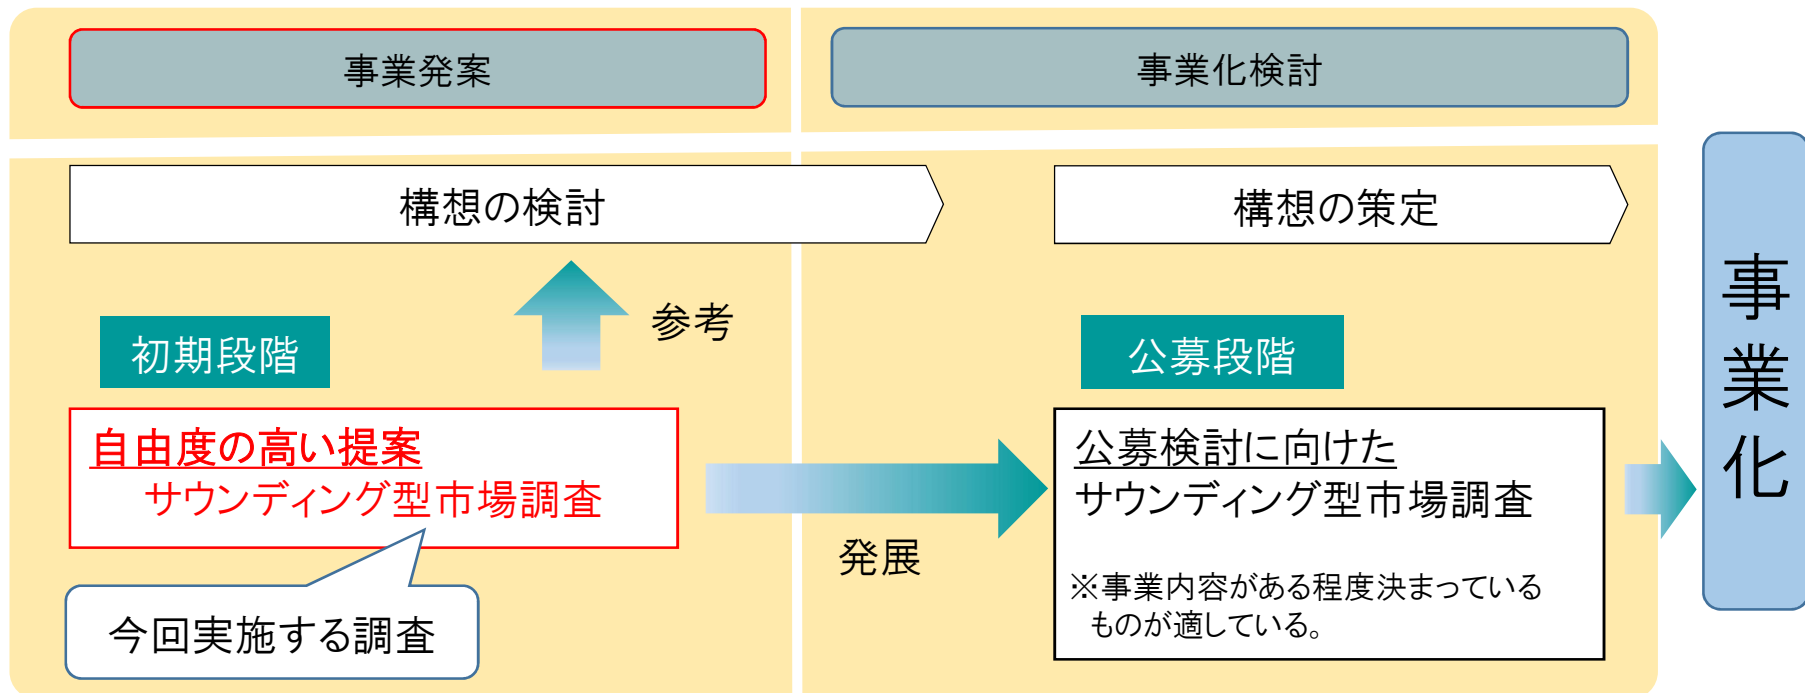 事業発案
事業化検討
構想の検討
構想の策定
参考
初期段階
公募段階
自由度の高い提案
サウンディング型市場調査
今回実施する調査
発展
公募検討に向けた
サウンディング型市場調査
※事業内容がある程度決まっている
ものが適している。
事業化